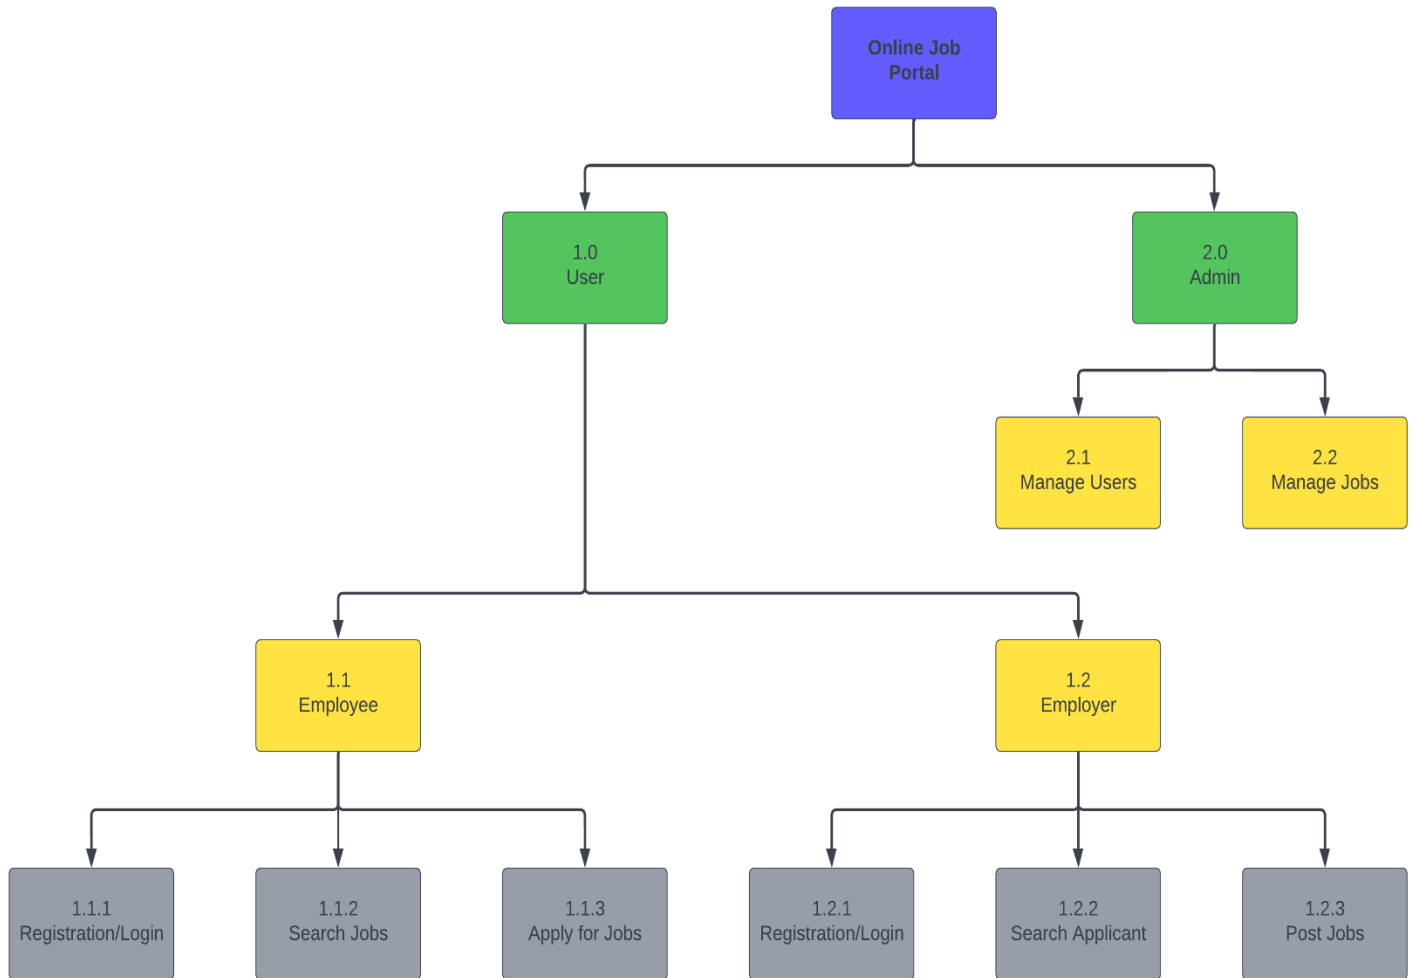 Online Job
Portal
1.0
User
2.0
Admin
2.1
Manage Users
2.2
Manage Jobs
1.1
Employee
1.2
Employer
1.1.1
Registration/Login
1.1.2
Search Jobs
1.1.3
Apply for Jobs
1.2.1
Registration/Login
1.2.2
Search Applicant
1.2.3
Post Jobs